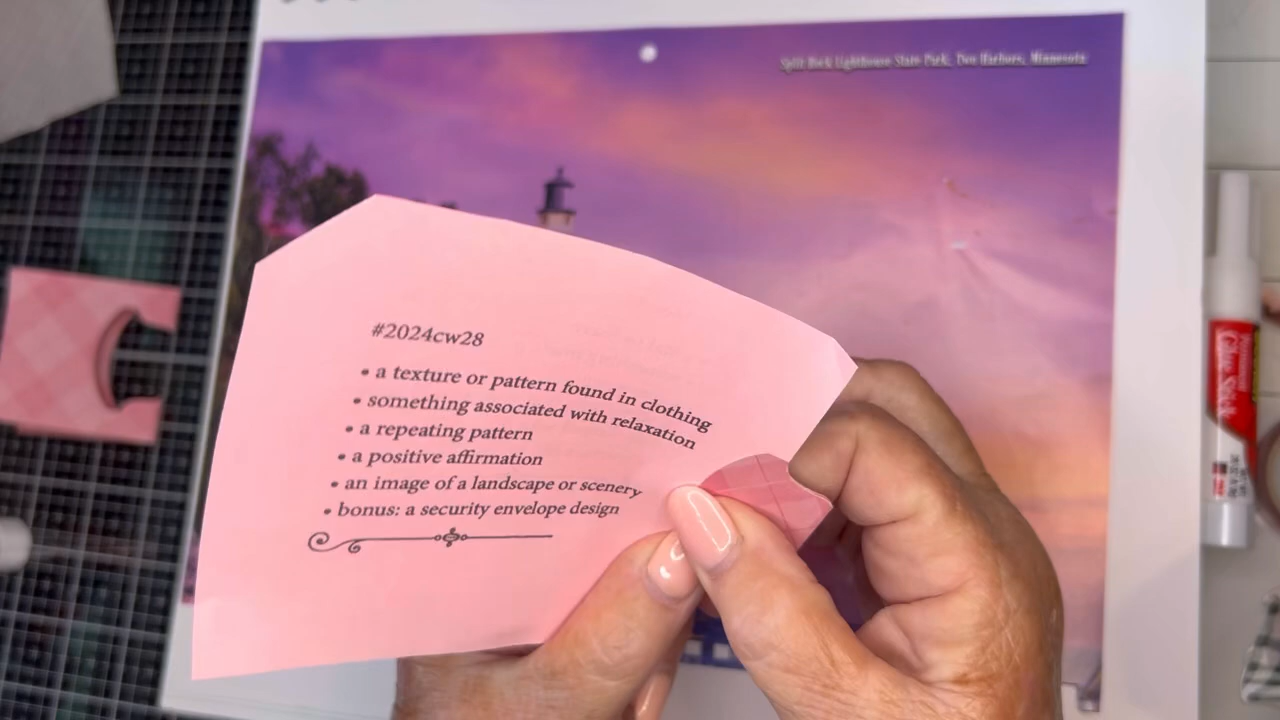 Split Rock Lighthouse State Park, Two Harbors, Minnesota
#2024cw28
• a texture or pattern found in clothing
• something associated with relaxation
• a repeating pattern
• a positive affirmation
• an image of a landscape or scenery
• bonus: a security envelope design
Glue Stick